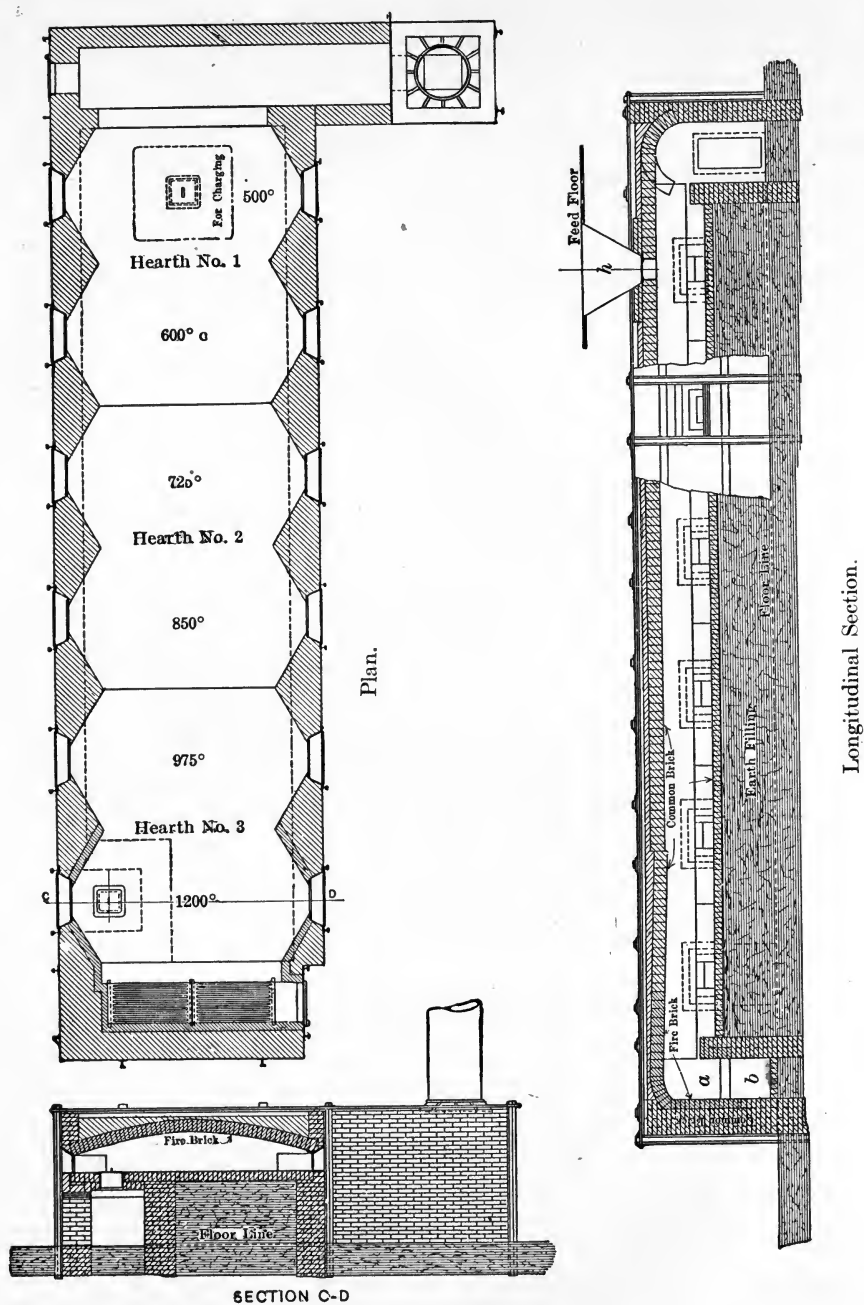 For Charging
500°
Hearth No. 1
600° a
720°
Hearth No. 2
850°
975°
Hearth No. 3
1200°
C
D
Plan.
Fire Brick
Floor Line
SECTION C-D
Feed Floor
h
Floor Line
Earth Filling
Common Brick
Fire Brick
a
b
Longitudinal Section.